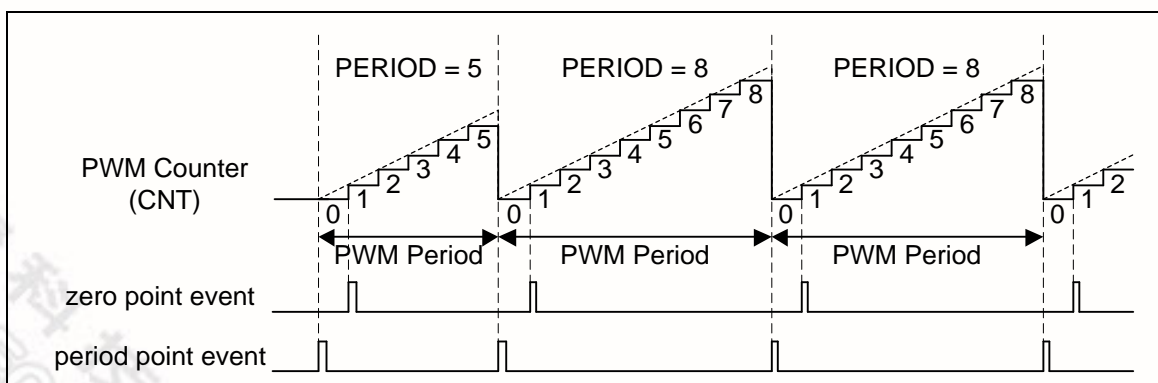 PERIOD = 5
PERIOD = 8
PERIOD = 8
PWM Counter
(CNT)
0 1 2 3 4 5
0 1 2 3 4 5 6 7 8
0 1 2 3 4 5 6 7 8
0 1 2
PWM Period
PWM Period
PWM Period
zero point event
period point event